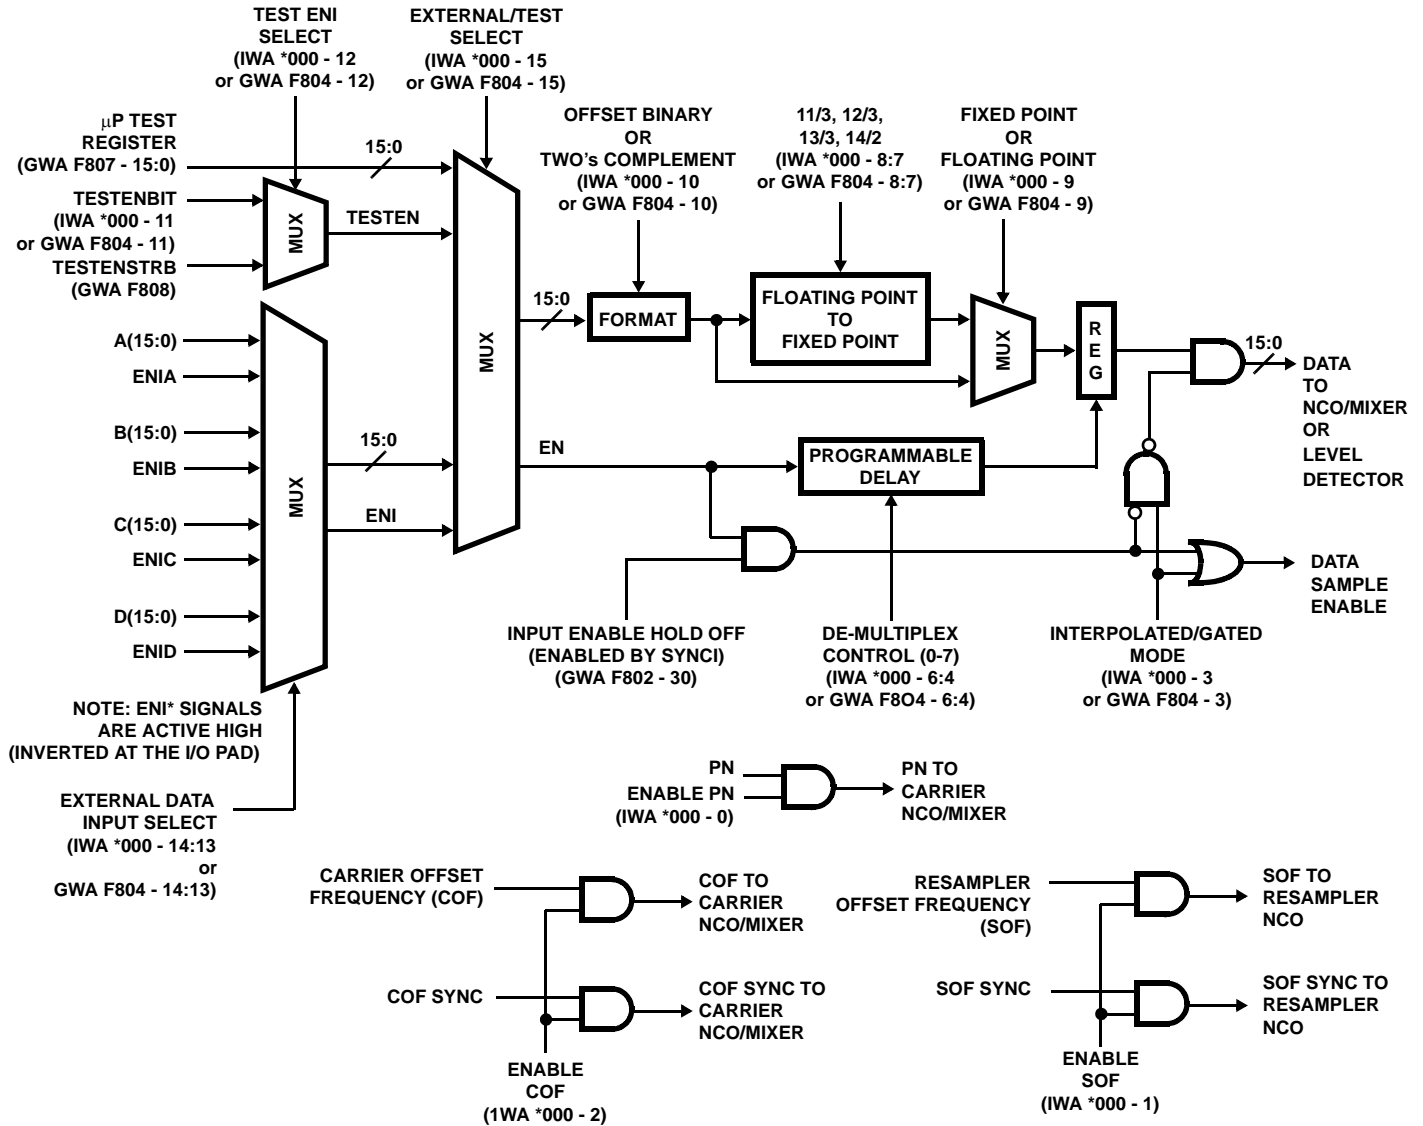 TEST ENI
SELECT
(IWA *000 - 12
or GWA F804 - 12)
EXTERNAL/TEST
SELECT
(IWA *000 - 15
or GWA F804 - 15)
µP TEST
REGISTER
(GWA F807 - 15:0)
15:0
TESTENBIT
(IWA *000 - 11
or GWA F804 - 11)
TESTENSTRB
(GWA F808)
MUX
TESTEN
OFFSET BINARY
OR
TWO's COMPLEMENT
(IWA *000 - 10
or GWA F804 - 10)
11/3, 12/3,
13/3, 14/2
(IWA *000 - 8:7
or GWA F804 - 8:7)
FIXED POINT
OR
FLOATING POINT
(IWA *000 - 9
or GWA F804 - 9)
A(15:0)
ENIA
B(15:0)
ENIB
C(15:0)
ENIC
D(15:0)
ENID
MUX
15:0
ENI
MUX
15:0
FORMAT
FLOATING POINT
TO
FIXED POINT
MUX
R
E
G
15:0
DATA
TO
NCO/MIXER
OR
LEVEL
DETECTOR
EN
PROGRAMMABLE
DELAY
DATA
SAMPLE
ENABLE
INPUT ENABLE HOLD OFF
(ENABLED BY SYNCI)
(GWA F802 - 30)
DE-MULTIPLEX
CONTROL (0-7)
(IWA *000 - 6:4
or GWA F8O4 - 6:4)
INTERPOLATED/GATED
MODE
(IWA *000 - 3
or GWA F804 - 3)
NOTE: ENI* SIGNALS
ARE ACTIVE HIGH
(INVERTED AT THE I/O PAD)
EXTERNAL DATA
INPUT SELECT
(IWA *000 - 14:13
or
GWA F804 - 14:13)
PN
ENABLE PN
(IWA *000 - 0)
PN TO
CARRIER
NCO/MIXER
CARRIER OFFSET
FREQUENCY (COF)
COF TO
CARRIER
NCO/MIXER
COF SYNC
COF SYNC TO
CARRIER
NCO/MIXER
ENABLE
COF
(1WA *000 - 2)
RESAMPLER
OFFSET FREQUENCY
(SOF)
SOF TO
RESAMPLER
NCO
SOF SYNC
SOF SYNC TO
RESAMPLER
NCO
ENABLE
SOF
(IWA *000 - 1)